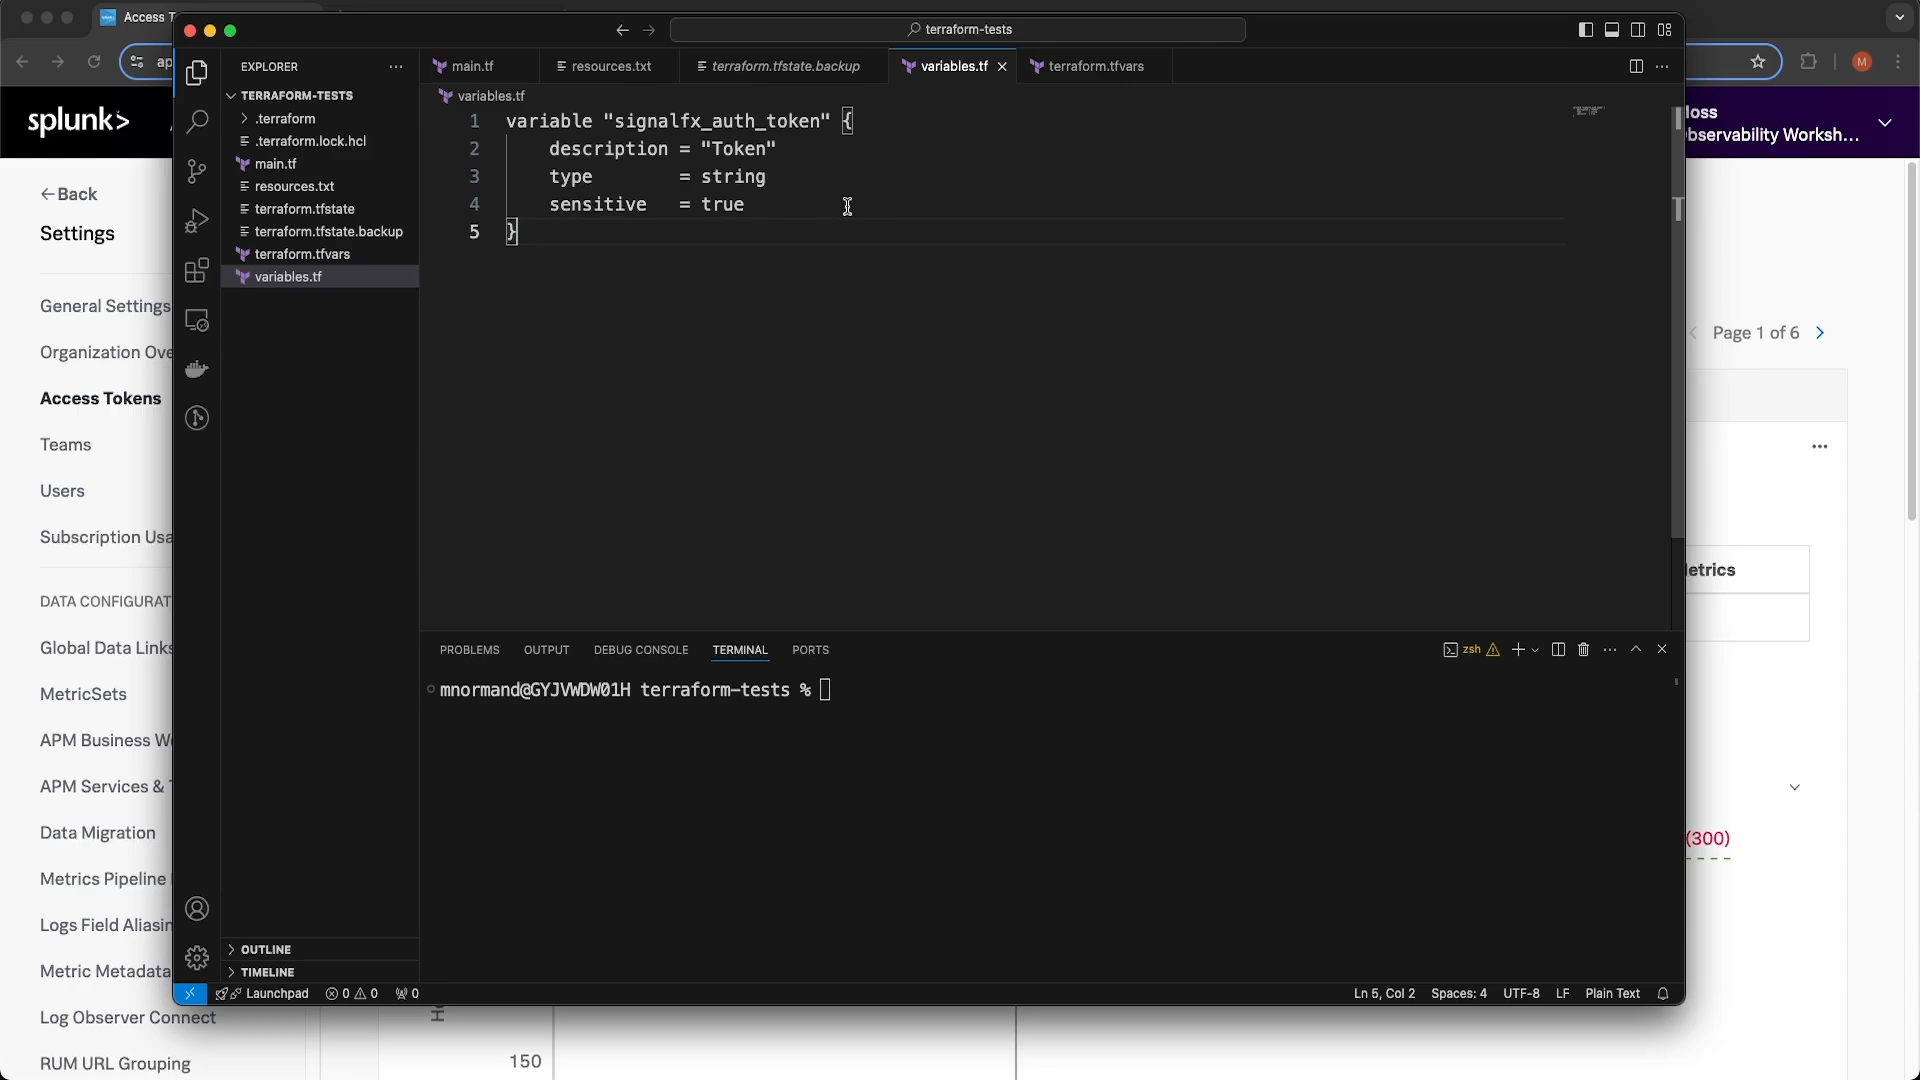 Access T
terraform-tests
ap
splunk>
loss
bservability Worksh...
Back
Settings
General Settings
Organization Ove
Access Tokens
Teams
Users
Subscription Usa
DATA CONFIGURAT
Global Data Links
MetricSets
APM Business Wo
APM Services & T
Data Migration
Metrics Pipeline
Logs Field Aliasin
Metric Metadata
Log Observer Connect
RUM URL Grouping
EXPLORER
TERRAFORM-TESTS
.terraform
.terraform.lock.hcl
main.tf
resources.txt
terraform.tfstate
terraform.tfstate.backup
terraform.tfvars
variables.tf
OUTLINE
TIMELINE
main.tf
resources.txt
terraform.tfstate.backup
variables.tf
terraform.tfvars
variables.tf
1 variable "signalfx_auth_token" {
2 description = "Token"
3 type = string
4 sensitive = true
5 }
PROBLEMS OUTPUT DEBUG CONSOLE TERMINAL PORTS
zsh
mnormand@GYJVWDW01H terraform-tests %
Launchpad 0 0 0
Ln 5, Col 2 Spaces: 4 UTF-8 LF Plain Text
M
Page 1 of 6
etrics
(300)
150